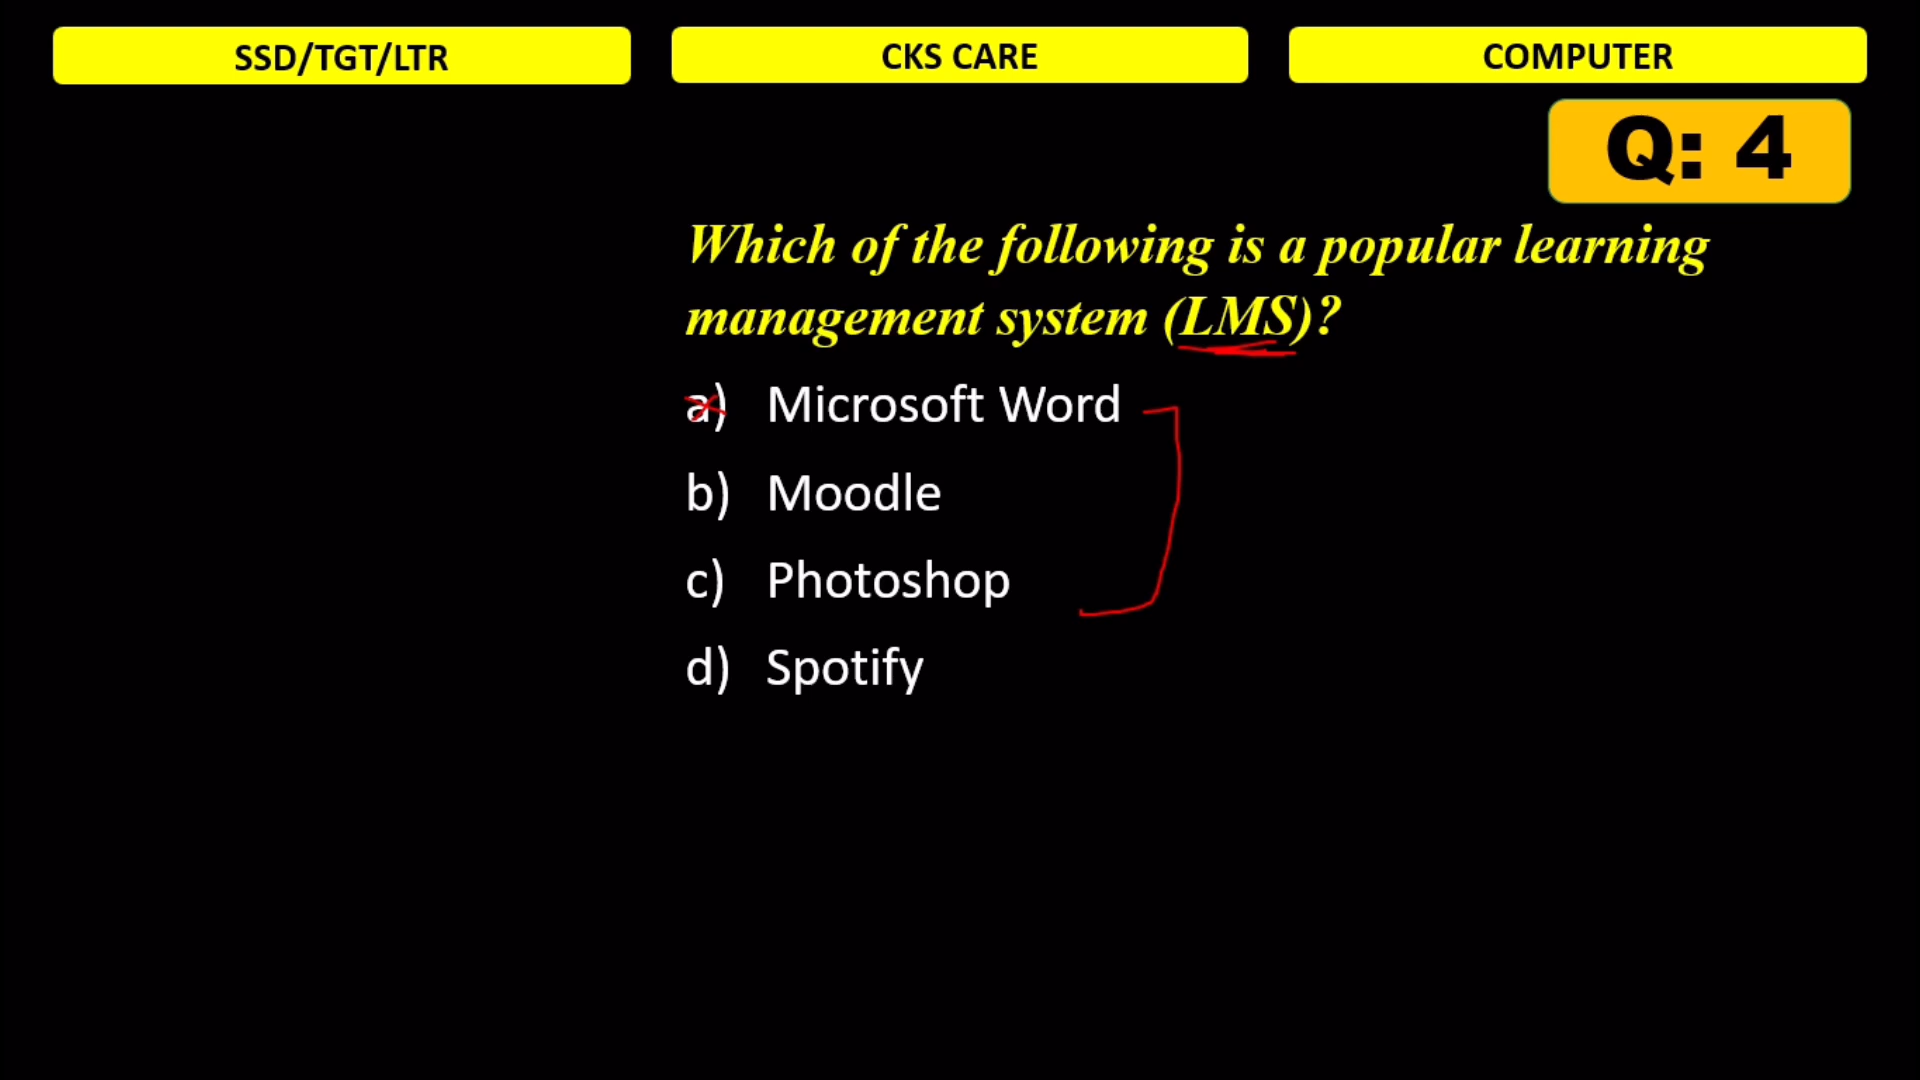 SSD/TGT/LTR
CKS CARE
COMPUTER
Q: 4
Which of the following is a popular learning
management system (LMS)?
a) Microsoft Word
b) Moodle
c) Photoshop
d) Spotify